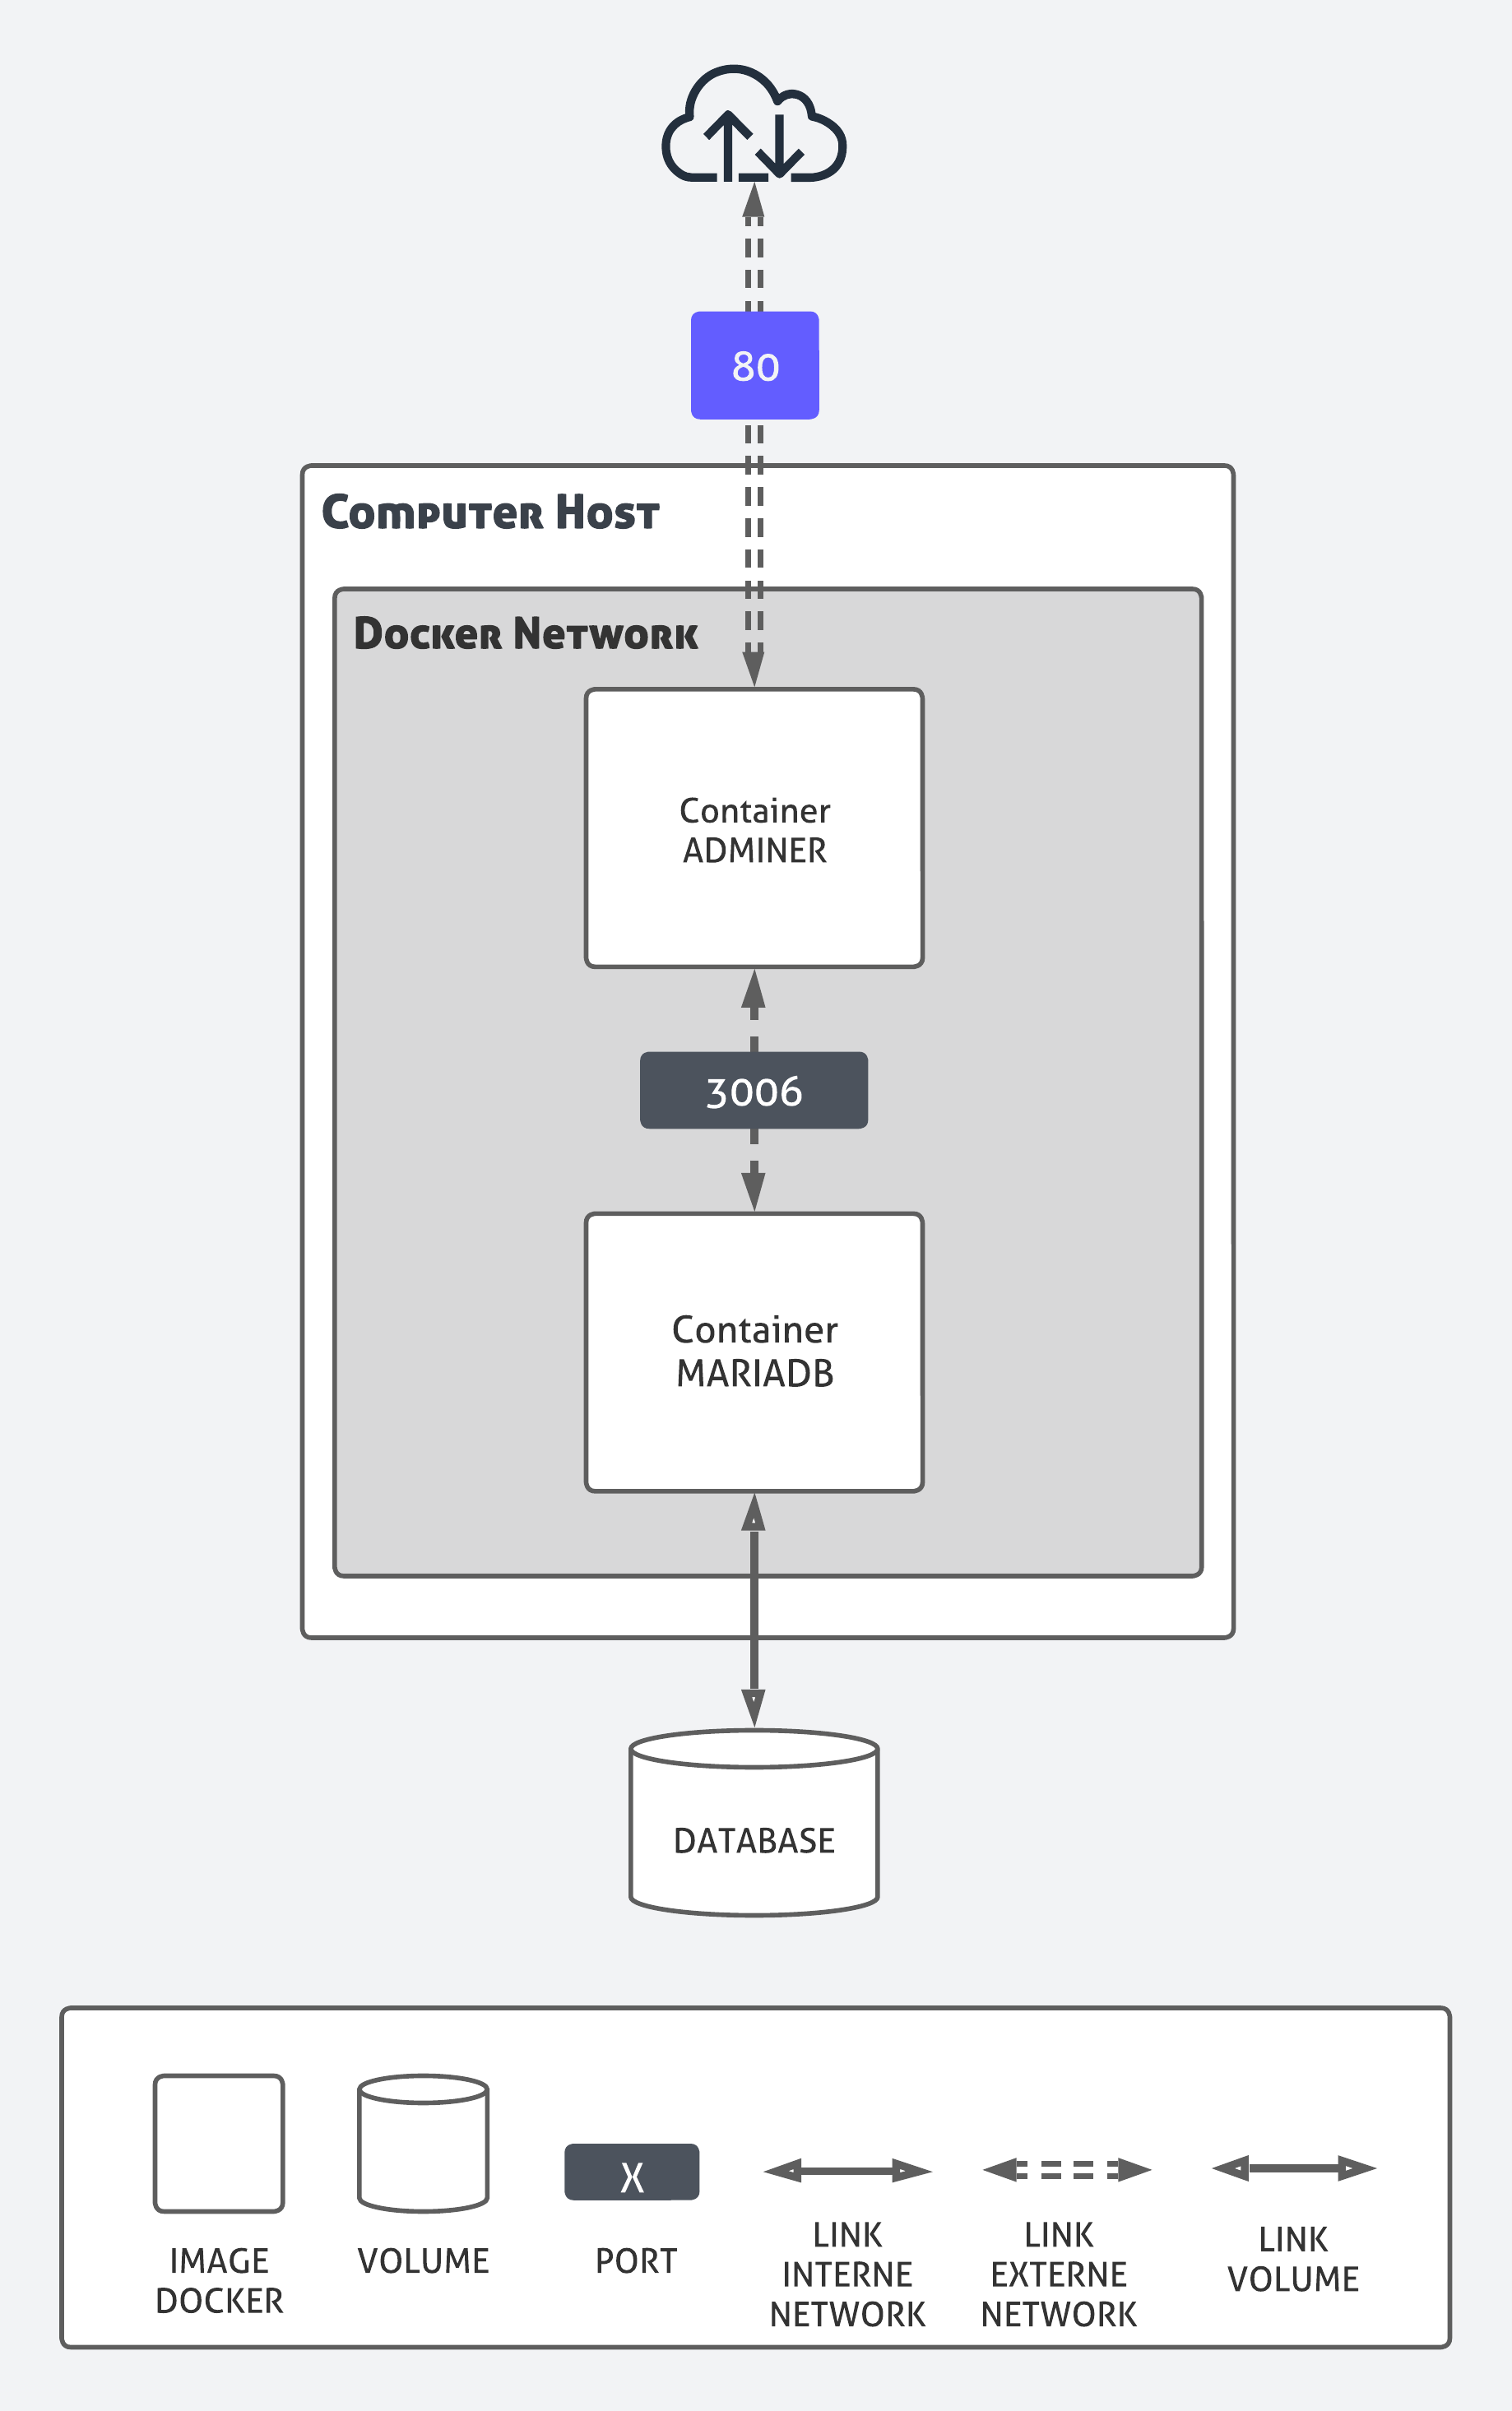 80
Computer Host
Docker Network
Container
ADMINER
3006
Container
MARIADB
DATABASE
X
IMAGE
DOCKER
VOLUME
PORT
LINK
INTERNE
NETWORK
LINK
EXTERNE
NETWORK
LINK
VOLUME